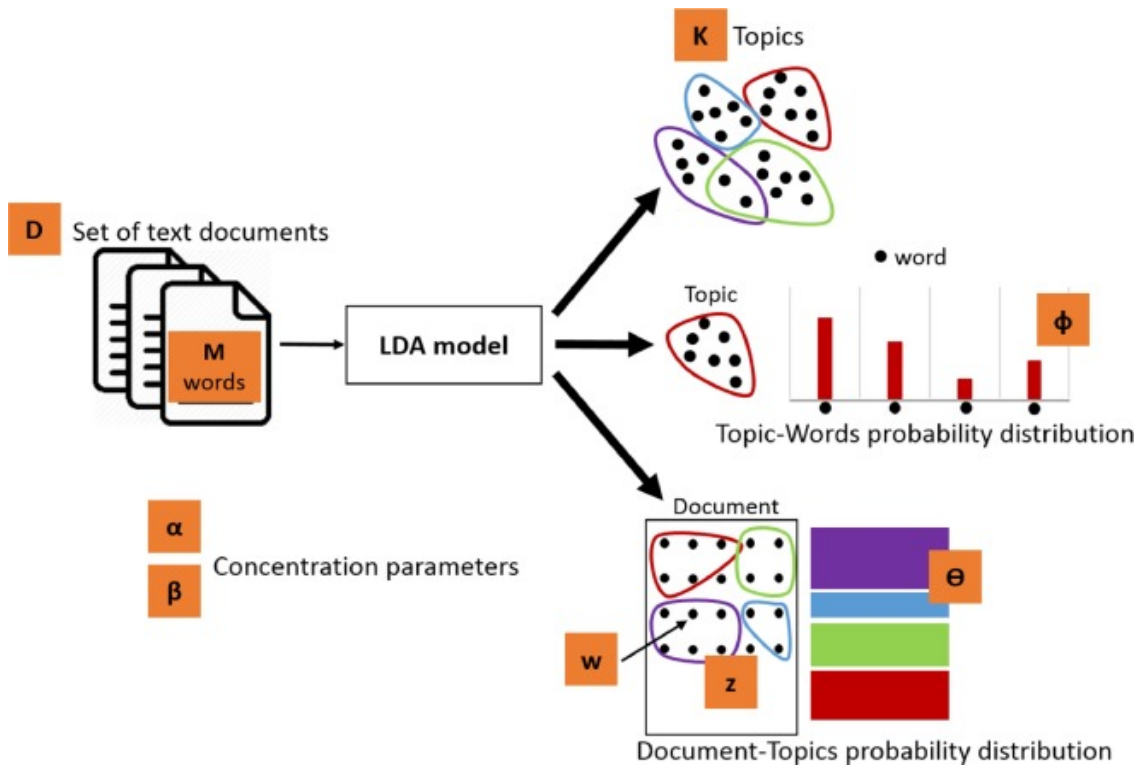 K Topics
D Set of text documents
M
words
LDA model
word
Topic
ф
Topic-Words probability distribution
α
β
Concentration parameters
Document
Ө
w
z
Document-Topics probability distribution